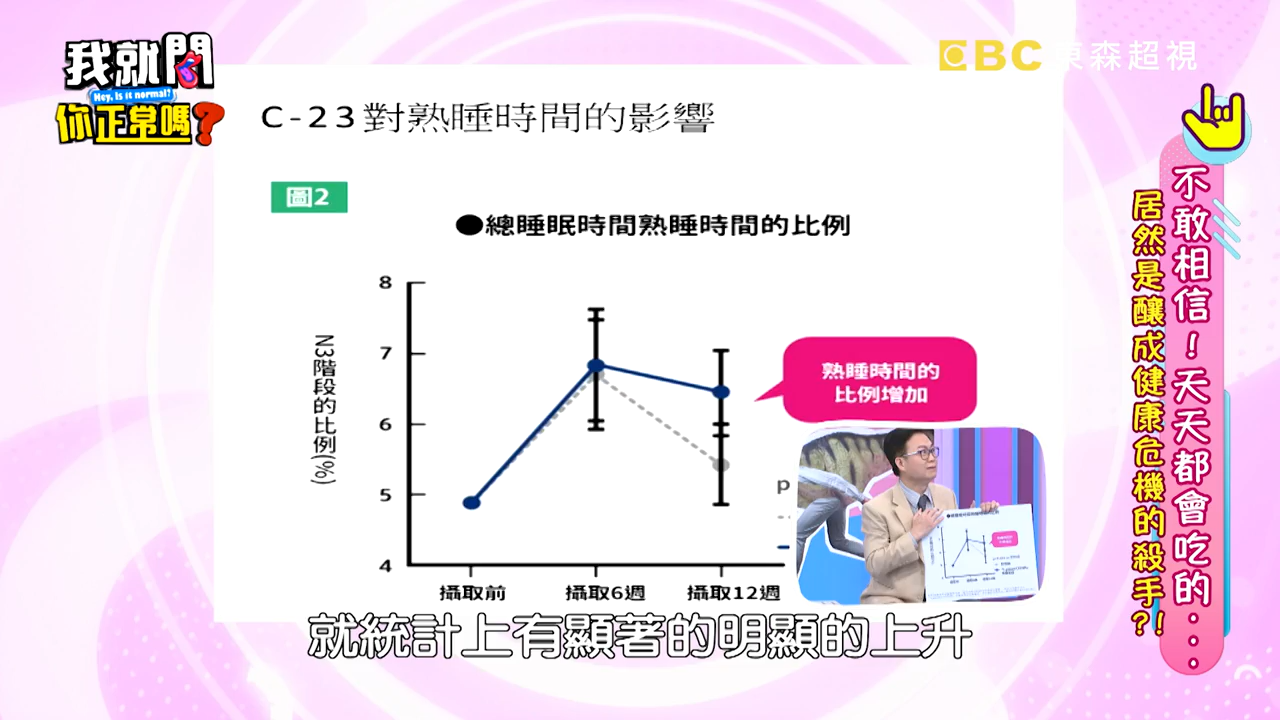 我就問
Hey, is it normal?
你正常嗎?
EBC 東森超視
C-23對熟睡時間的影響
圖2
●總睡眠時間熟睡時間的比例
8
7
6
5
4
N3階段的比例(%)
攝取前
攝取6週
攝取12週
熟睡時間的
比例增加
p
不敢相信!天天都會吃的....
居然是釀成健康危機的殺手?!
就統計上有顯著的明顯的上升